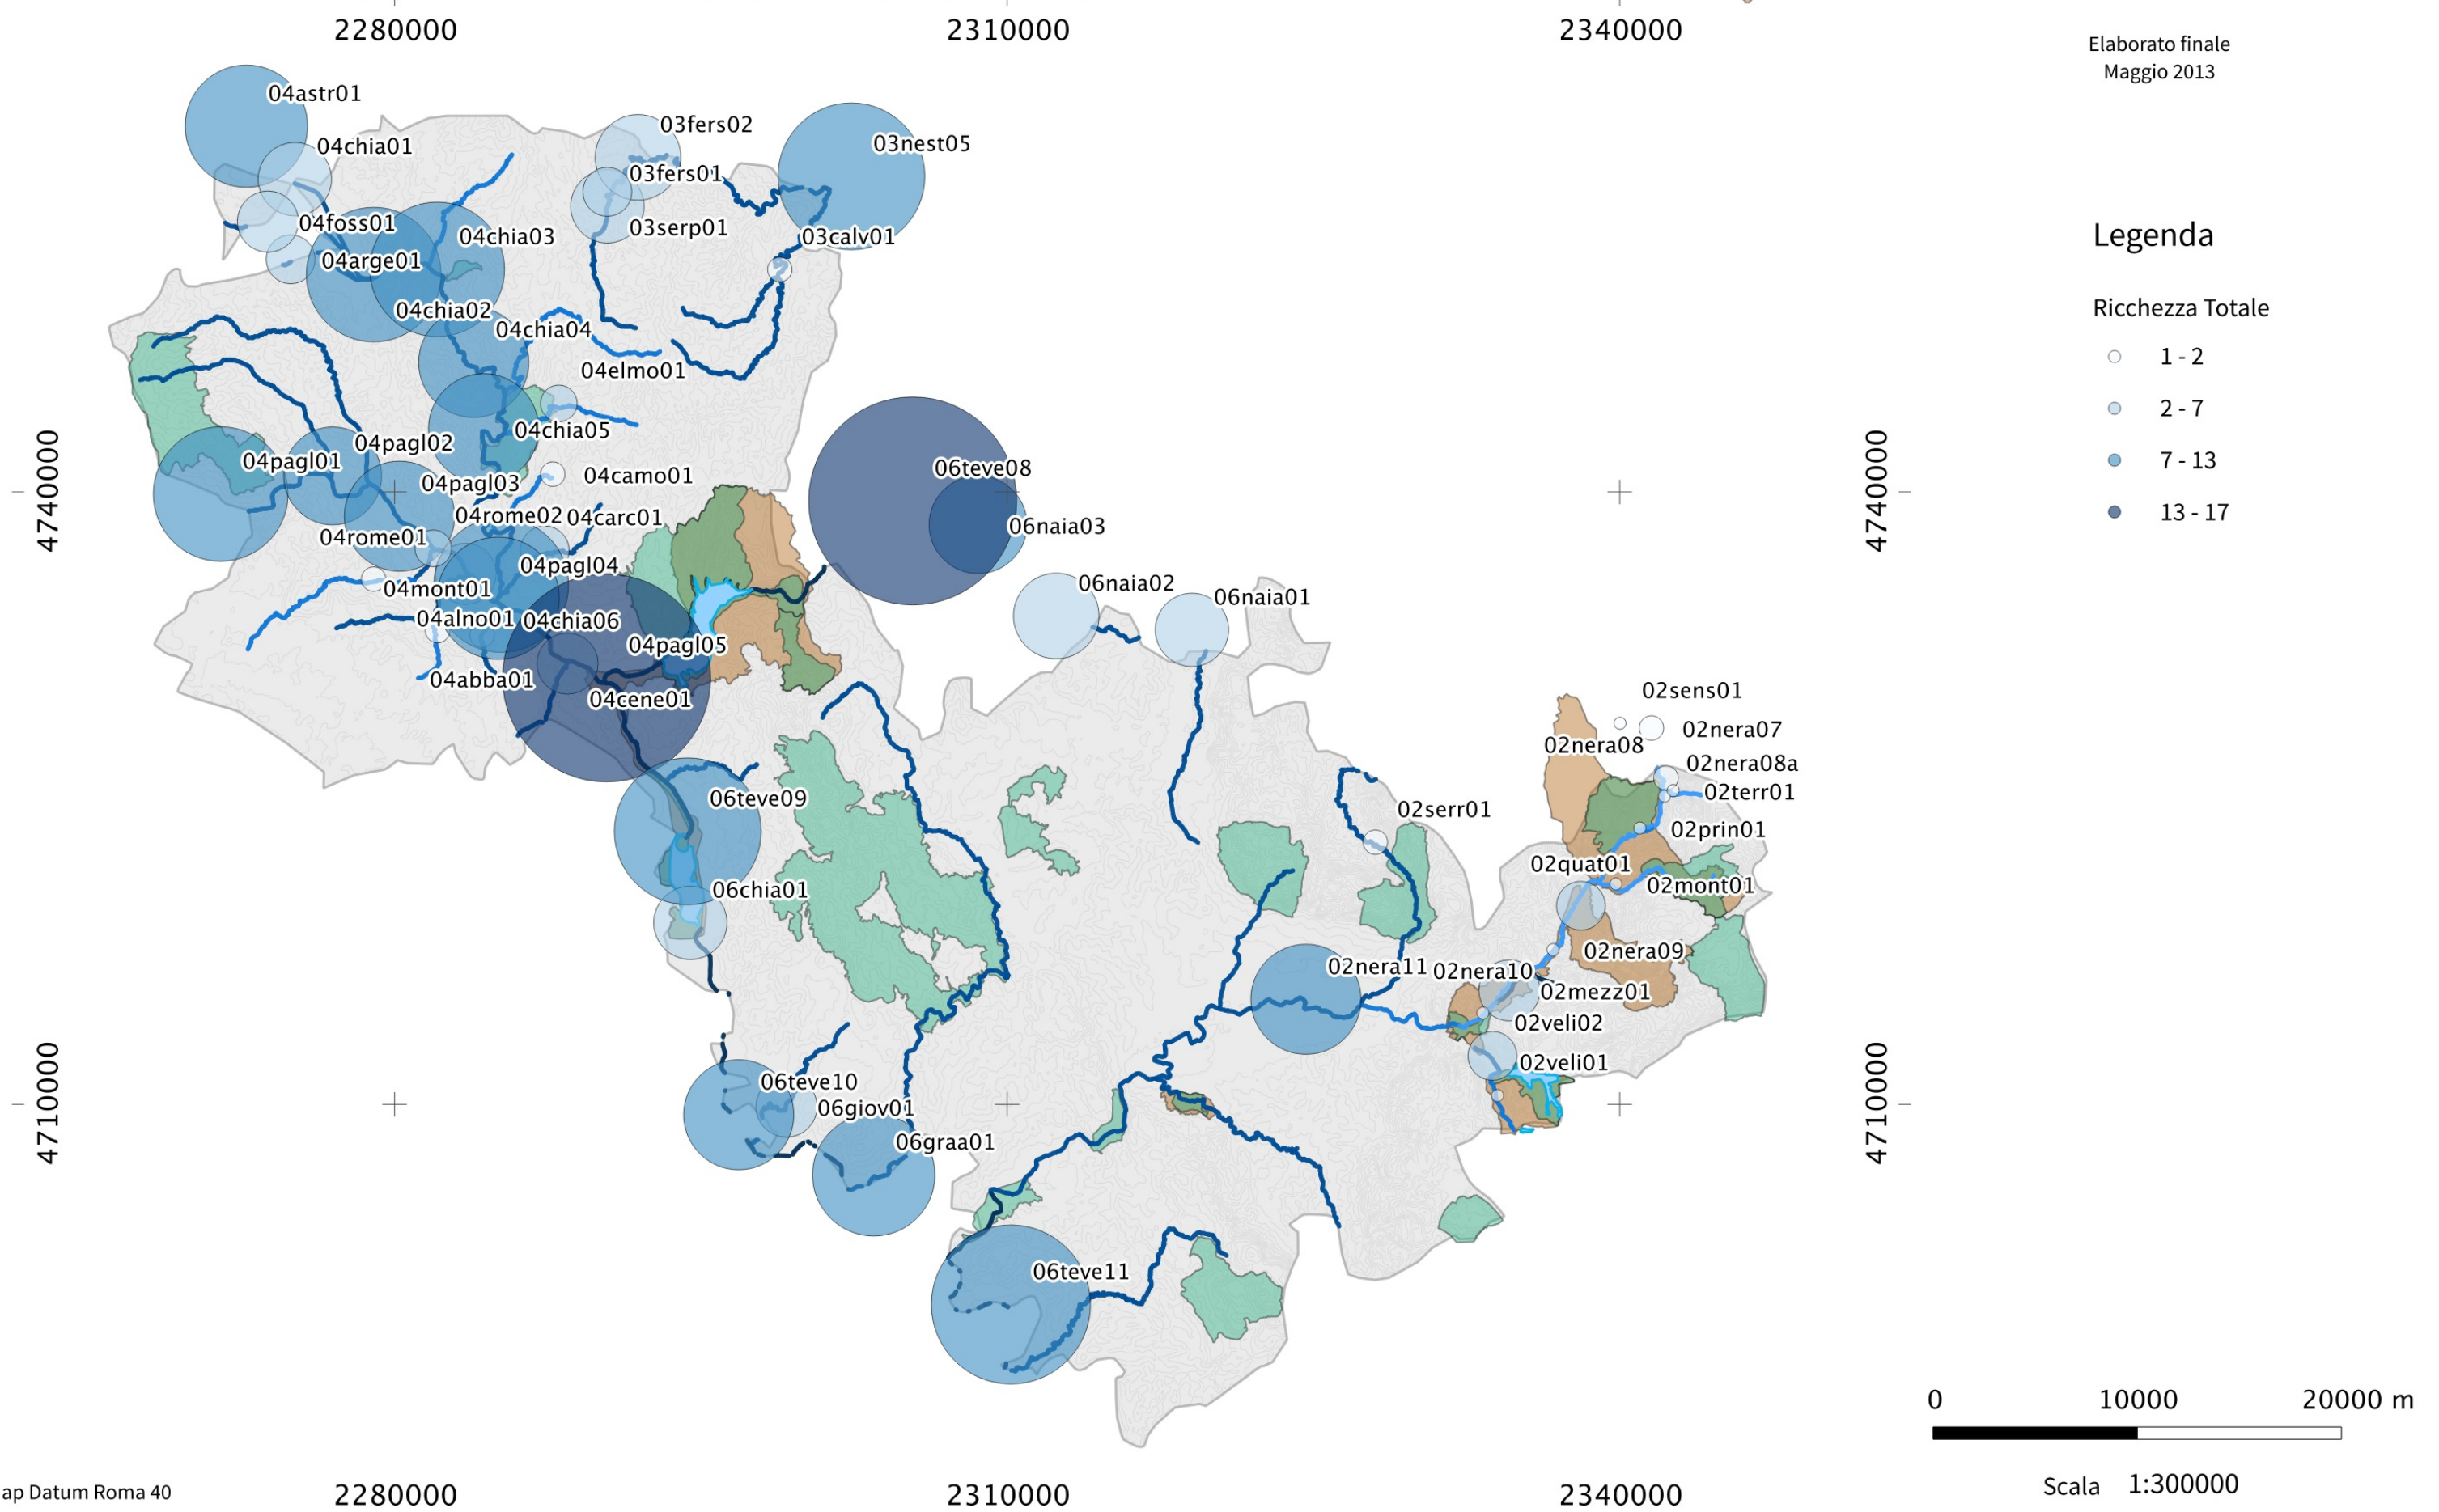 2280000
2310000
2340000
Elaborato finale
Maggio 2013
04astr01
03fers02
04chia01
03nest05
03fers01
04foss01
03serp01
04chia03
03calv01
04arge01
04chia02
04chia04
04elmo01
04chia05
04pagl02
04pagl01
06teve08
04camo01
04pagl03
04rome02
04carc01
06naia03
04rome01
04pagl04
06naia02
04mont01
06naia01
04alno01
04chia06
04pagl05
04abba01
04cene01
02sens01
02nera07
02nera08
02nera08a
02terr01
06teve09
02serr01
02prin01
02quat01
02mont01
06chia01
02nera09
02nera11
02nera10
02mezz01
02veli02
02veli01
06teve10
06giov01
06graa01
06teve11
4740000
4740000
4710000
4710000
Legenda
Ricchezza Totale
1 - 2
2 - 7
7 - 13
13 - 17
0 10000 20000 m
Scala 1:300000
ap Datum Roma 40
2280000
2310000
2340000